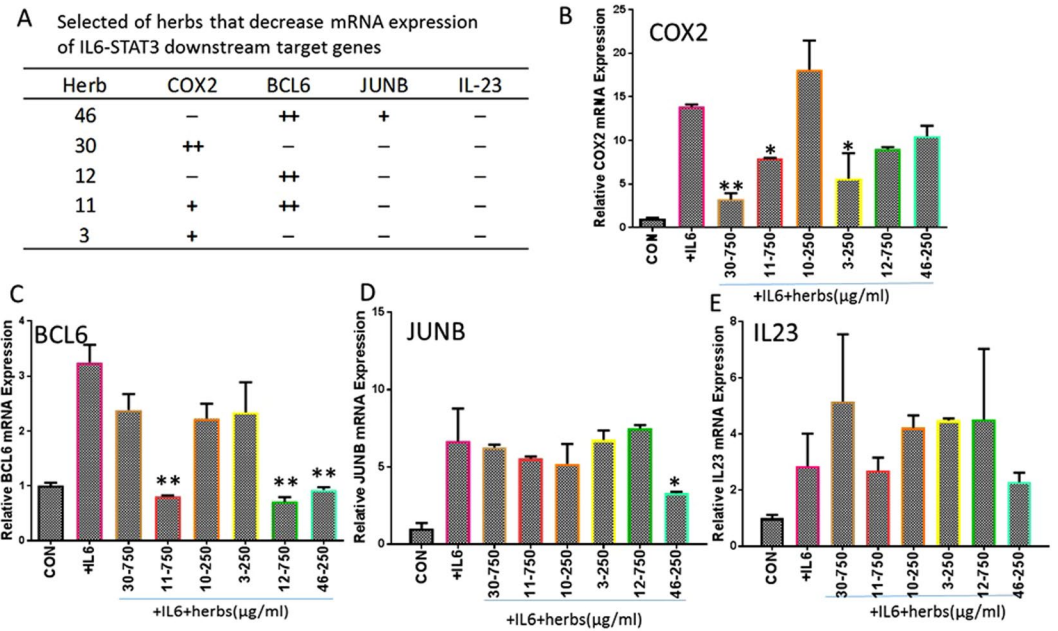 A
Selected of herbs that decrease mRNA expression
of IL6-STAT3 downstream target genes
Herb COX2 BCL6 JUNB IL-23
46 – ++ + –
30 ++ – – –
12 – ++ – –
11 + ++ – –
3 + – – –
B
COX2
Relative COX2 mRNA Expression
25
20
15
10
5
0
** * *
CON +IL6 30-750 11-750 10-250 3-250 12-750 46-250
+IL6+herbs(μg/ml)
C
BCL6
Relative BCL6 mRNA Expression
4
3
2
1
0
** ** **
CON +IL6 30-750 11-750 10-250 3-250 12-750 46-250
+IL6+herbs(μg/ml)
D
JUNB
Relative JUNB mRNA Expression
15
10
5
0
*
CON +IL6 30-750 11-750 10-250 3-250 12-750 46-250
+IL6+herbs(μg/ml)
E
IL23
Relative IL23 mRNA Expression
8
6
4
2
0
CON +IL6 30-750 11-750 10-250 3-250 12-750 46-250
+IL6+herbs(μg/ml)